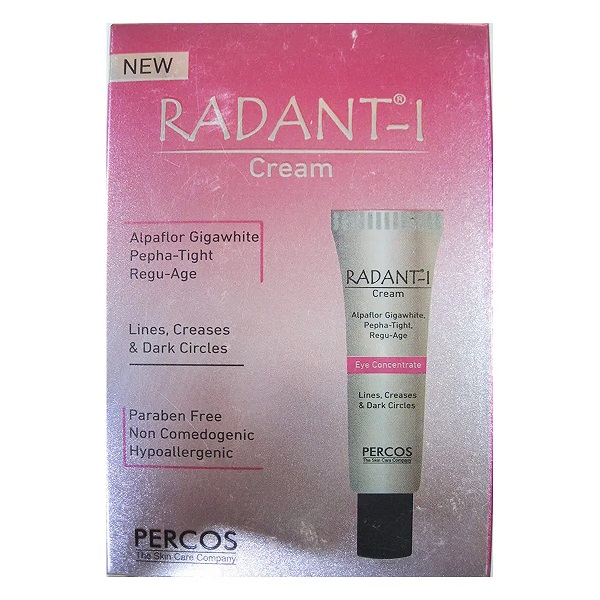 NEW
RADANT-I®
Cream
Alpaflor Gigawhite
Pepha-Tight
Regu-Age
Lines, Creases
& Dark Circles
Paraben Free
Non Comedogenic
Hypoallergenic
PERCOS
The Skin Care Company
RADANT-I
Cream
Alpaflor Gigawhite,
Pepha-Tight,
Regu-Age
Eye Concentrate
Lines, Creases
& Dark Circles
PERCOS
The Skin Care Company